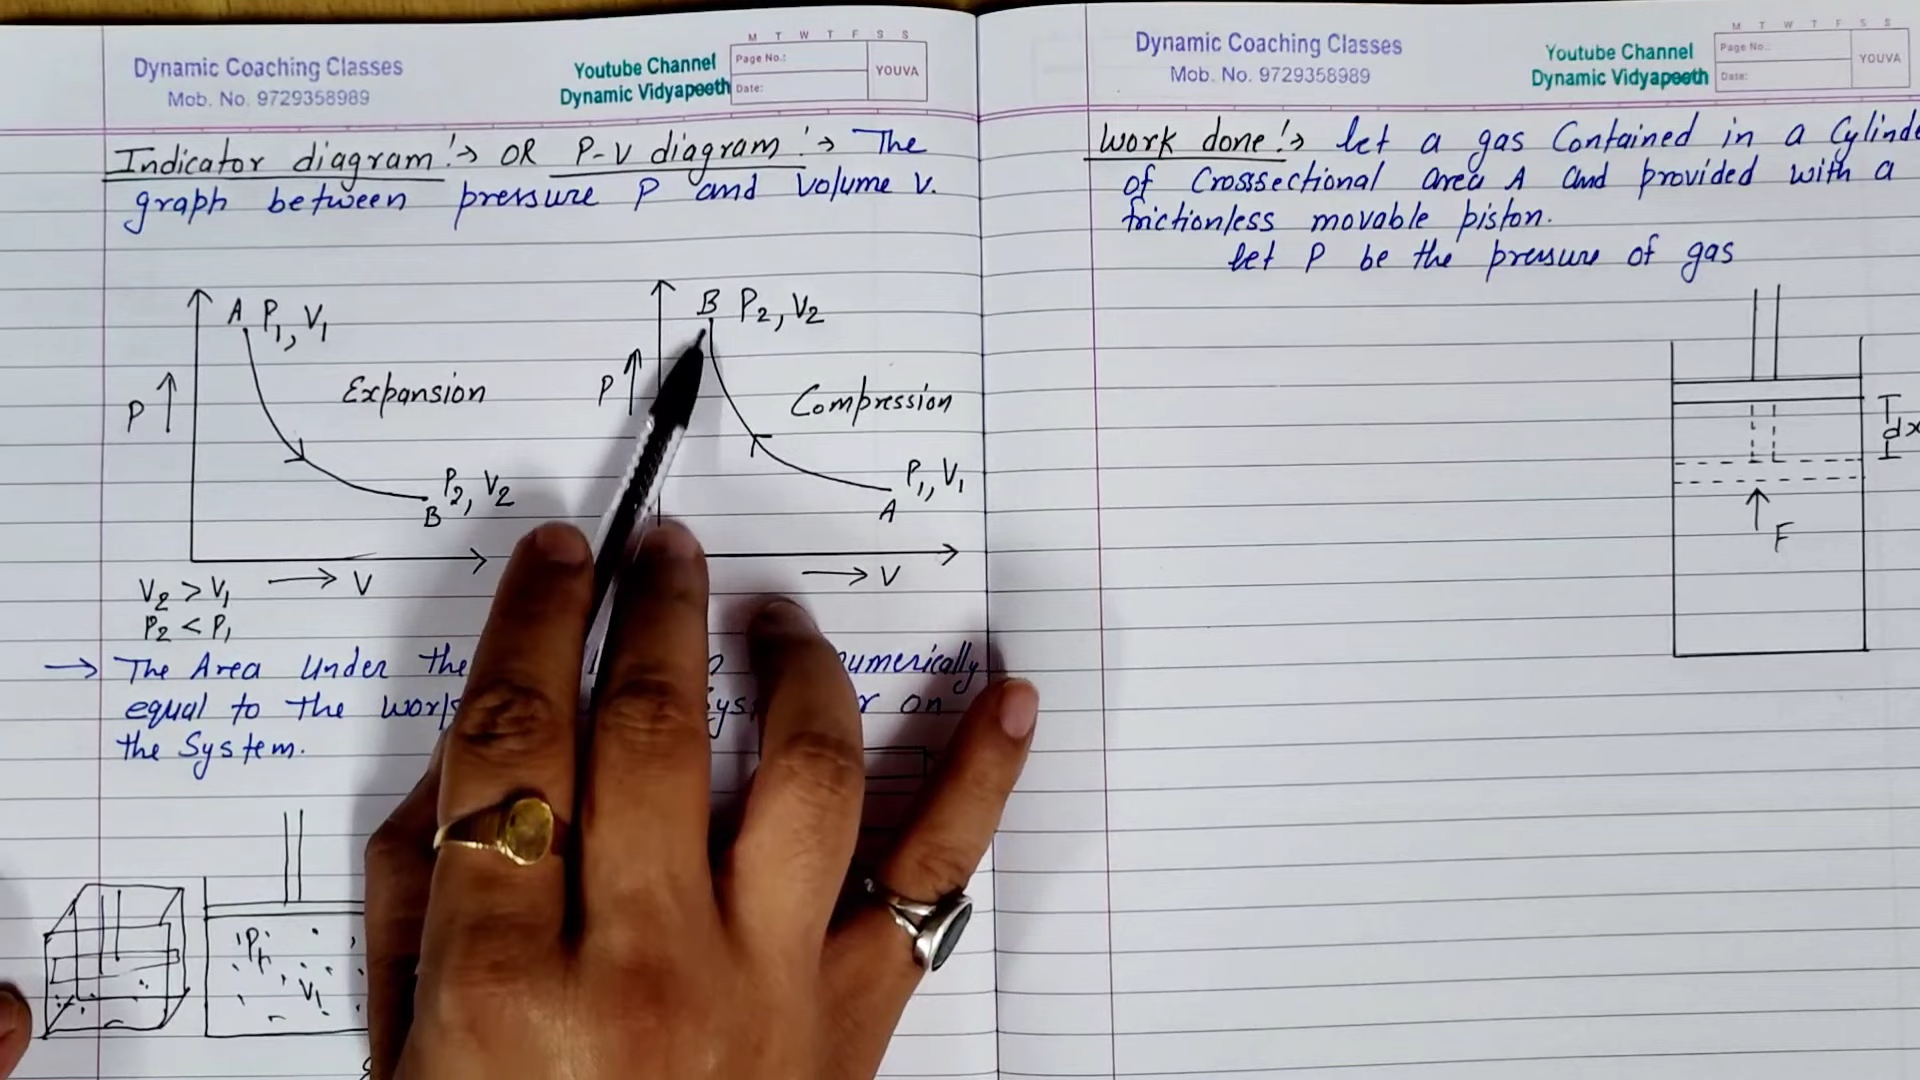 Dynamic Coaching Classes
Mob. No. 9729358989
Youtube Channel
Dynamic Vidyapeeth
M T W T F S S
Page No.:
Date:
YOUVA
Indicator diagram :→ OR P-V diagram :→ The
graph between pressure P and Volume V.
A P1, V1
Expansion
P
P2, V2
B
V
V2 > V1
P2 < P1
B P2, V2
P
Compression
P1, V1
A
V
→ The Area Under the numerically
equal to the on
the System.
P1
V1
Dynamic Coaching Classes
Mob. No. 9729358989
Youtube Channel
Dynamic Vidyapeeth
M T W T F S S
Page No.:
Date:
YOUVA
Work done :→ let a gas Contained in a
of Crosssectional area A and provided with a
frictionless movable piston.
let P be the pressure of gas
dx
F